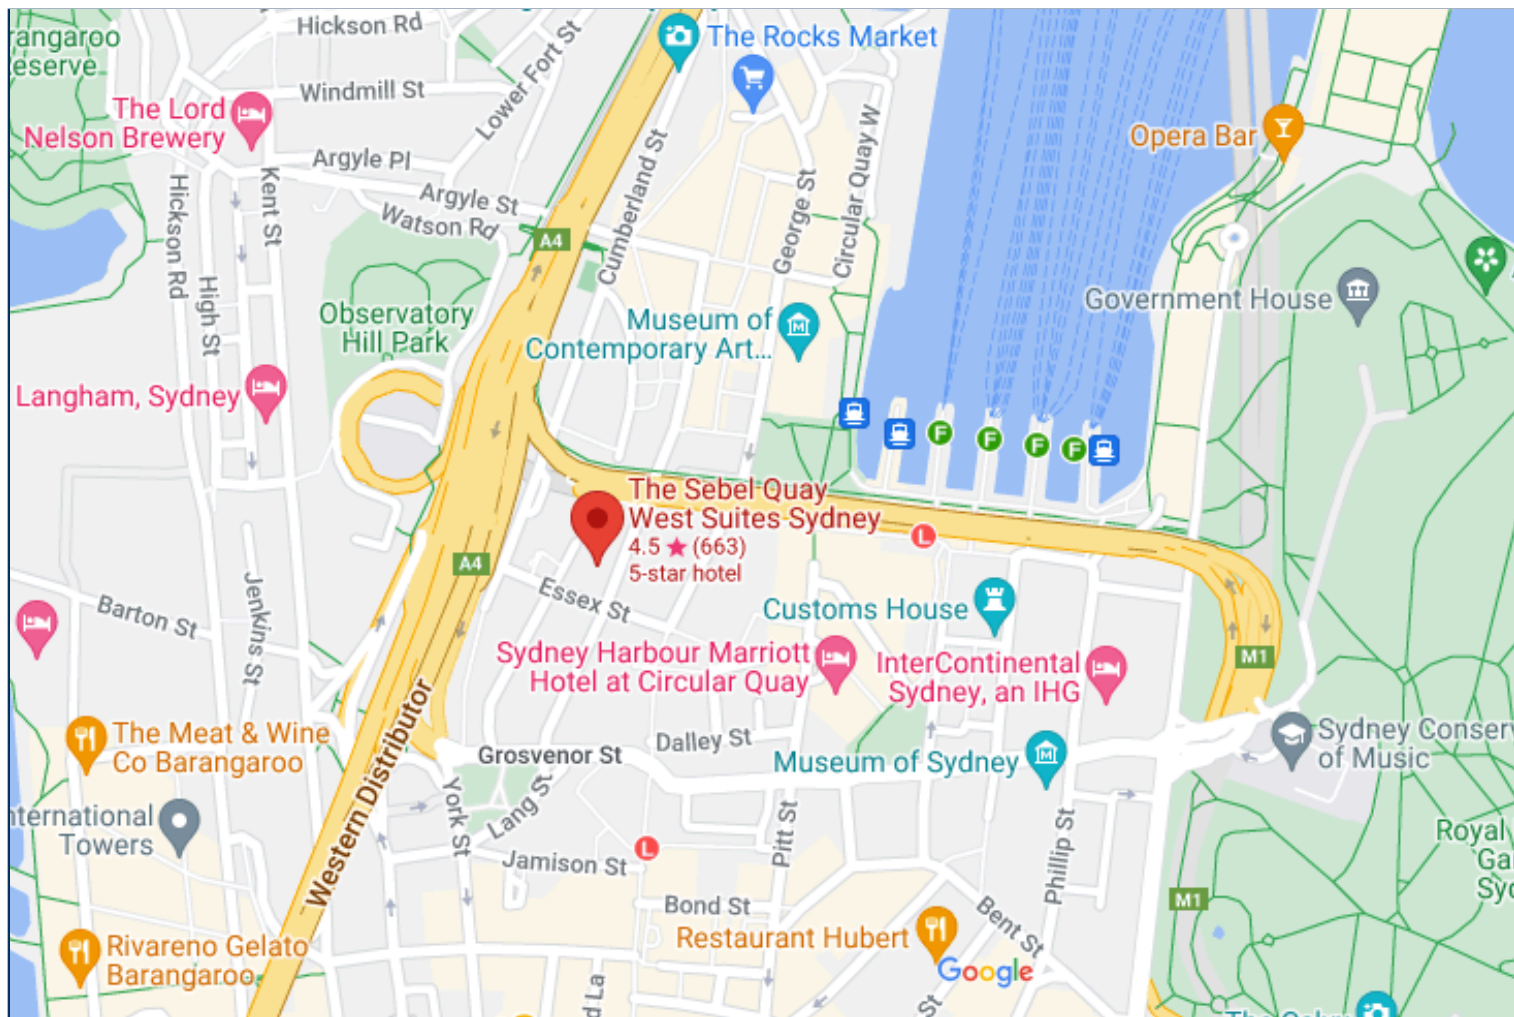 Hickson Rd
The Rocks Market
rangaroo
eserve
Windmill St
Lower Fort St
The Lord
Nelson Brewery
Argyle Pl
Opera Bar
Cumberland St
Circular Quay W
George St
Hickson Rd
Kent St
Argyle St
Watson Rd
A4
High St
Observatory
Hill Park
Government House
Museum of
Contemporary Art...
Langham, Sydney
F
F
F
F
The Sebel Quay
West Suites Sydney
4.5 ★ (663)
5-star hotel
L
A4
Essex St
Jenkins St
Barton St
Customs House
Sydney Harbour Marriott
Hotel at Circular Quay
InterContinental
Sydney, an IHG
M1
Western Distributor
The Meat & Wine
Co Barangaroo
Grosvenor St
Dalley St
Museum of Sydney
Sydney Conserv
of Music
nternational
Towers
York St
Lang St
Pitt St
Phillip St
Royal
Ga
Syd
Jamison St
L
M1
Bond St
Bent St
Restaurant Hubert
Rivareno Gelato
Barangaroo
Google
d La
St